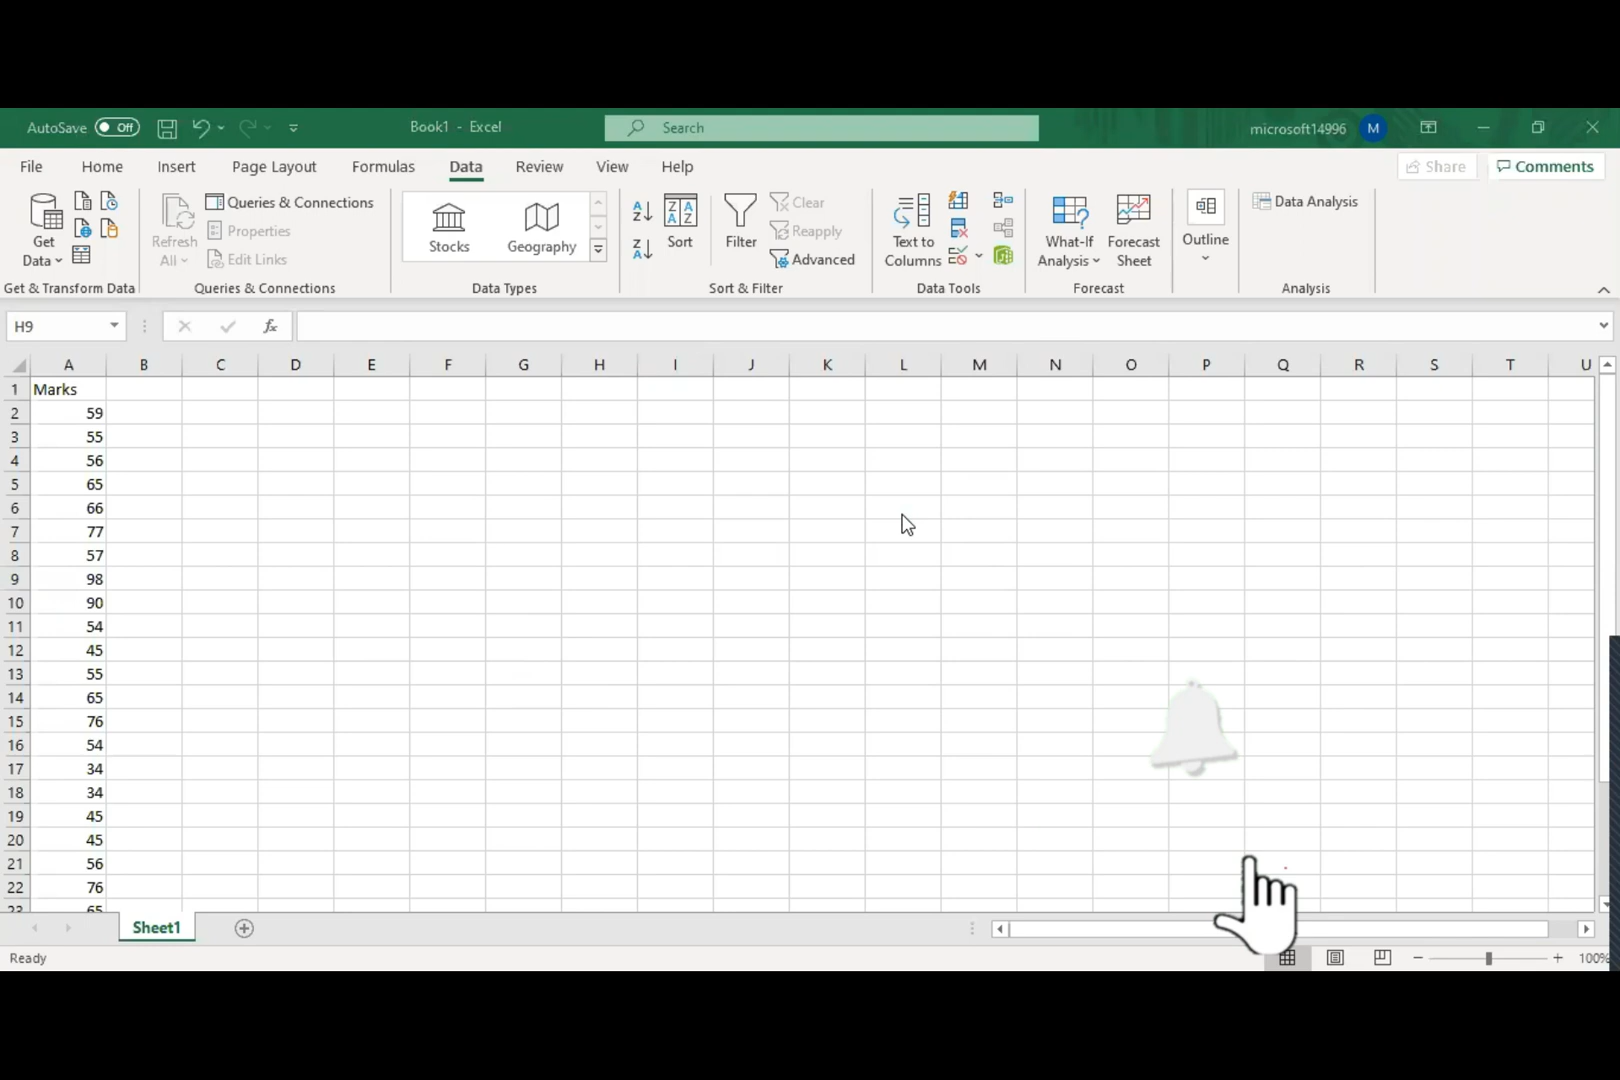 AutoSave Off Book1 - Excel Search microsoft14996 M
File Home Insert Page Layout Formulas Data Review View Help Share Comments
Get Data
Get & Transform Data
Refresh All
Queries & Connections
Properties
Edit Links
Queries & Connections
Stocks Geography
Data Types
Sort
Filter
Clear
Reapply
Advanced
Sort & Filter
Text to Columns
Data Tools
What-If Analysis
Forecast Sheet
Forecast
Outline
Data Analysis
Analysis
H9 fx
A B C D E F G H I J K L M N O P Q R S T U
1 Marks
2 59
3 55
4 56
5 65
6 66
7 77
8 57
9 98
10 90
11 54
12 45
13 55
14 65
15 76
16 54
17 34
18 34
19 45
20 45
21 56
22 76
23 65
Sheet1
Ready 100%